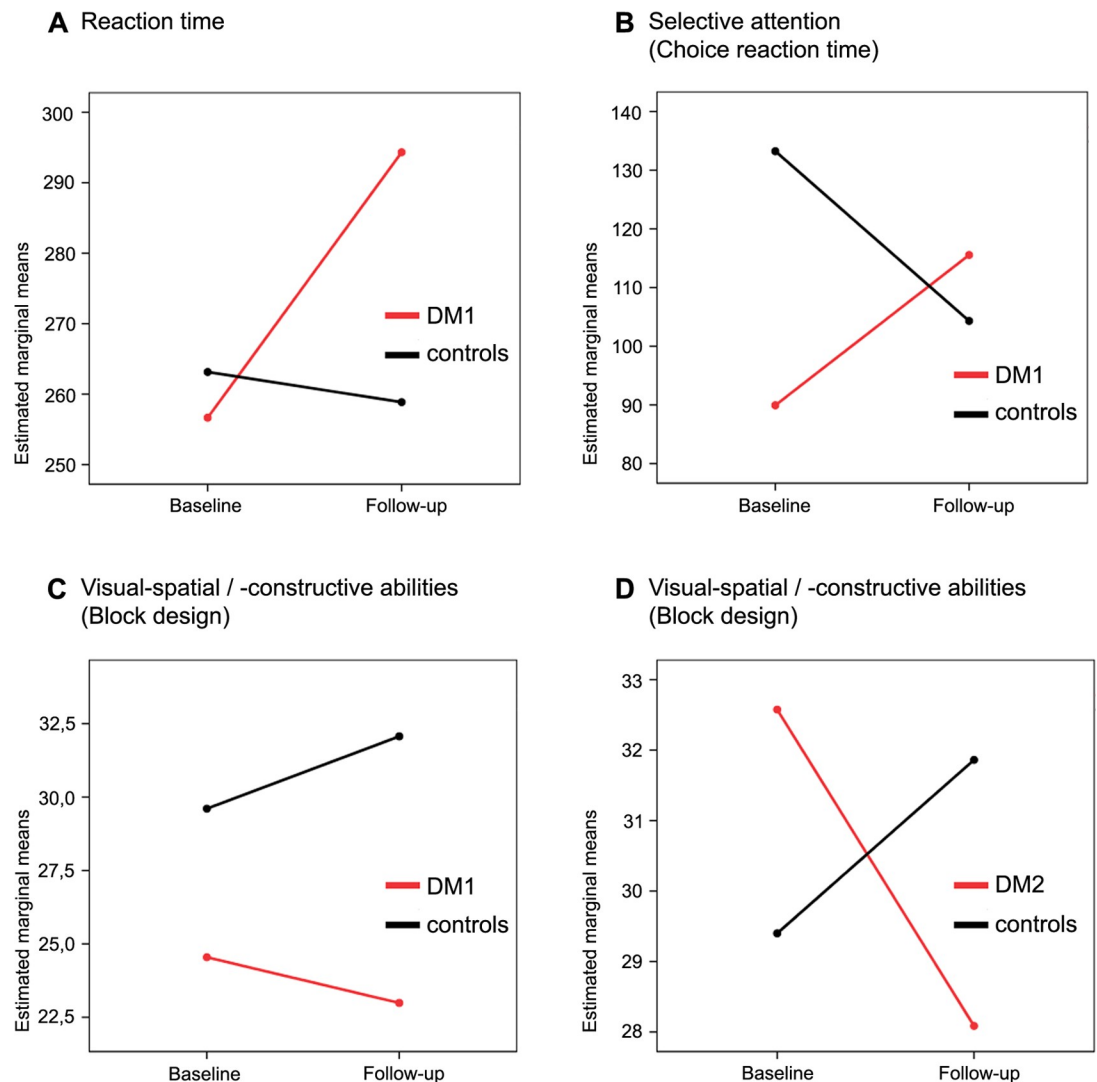 A Reaction time
Estimated marginal means
300
290
280
270
260
250
DM1
controls
Baseline Follow-up
B Selective attention
(Choice reaction time)
Estimated marginal means
140
130
120
110
100
90
80
DM1
controls
Baseline Follow-up
C Visual-spatial / -constructive abilities
(Block design)
Estimated marginal means
32,5
30,0
27,5
25,0
22,5
DM1
controls
Baseline Follow-up
D Visual-spatial / -constructive abilities
(Block design)
Estimated marginal means
33
32
31
30
29
28
DM2
controls
Baseline Follow-up